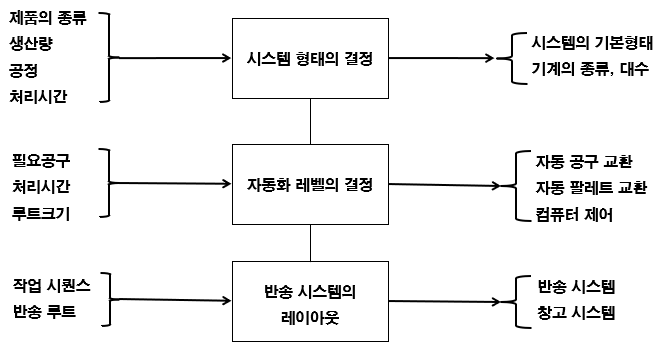 제품의 종류
생산량
공정
처리시간
시스템 형태의 결정
시스템의 기본형태
기계의 종류, 대수
필요공구
처리시간
루트크기
자동화 레벨의 결정
자동 공구 교환
자동 팔레트 교환
컴퓨터 제어
작업 시퀀스
반송 루트
반송 시스템의
레이아웃
반송 시스템
창고 시스템